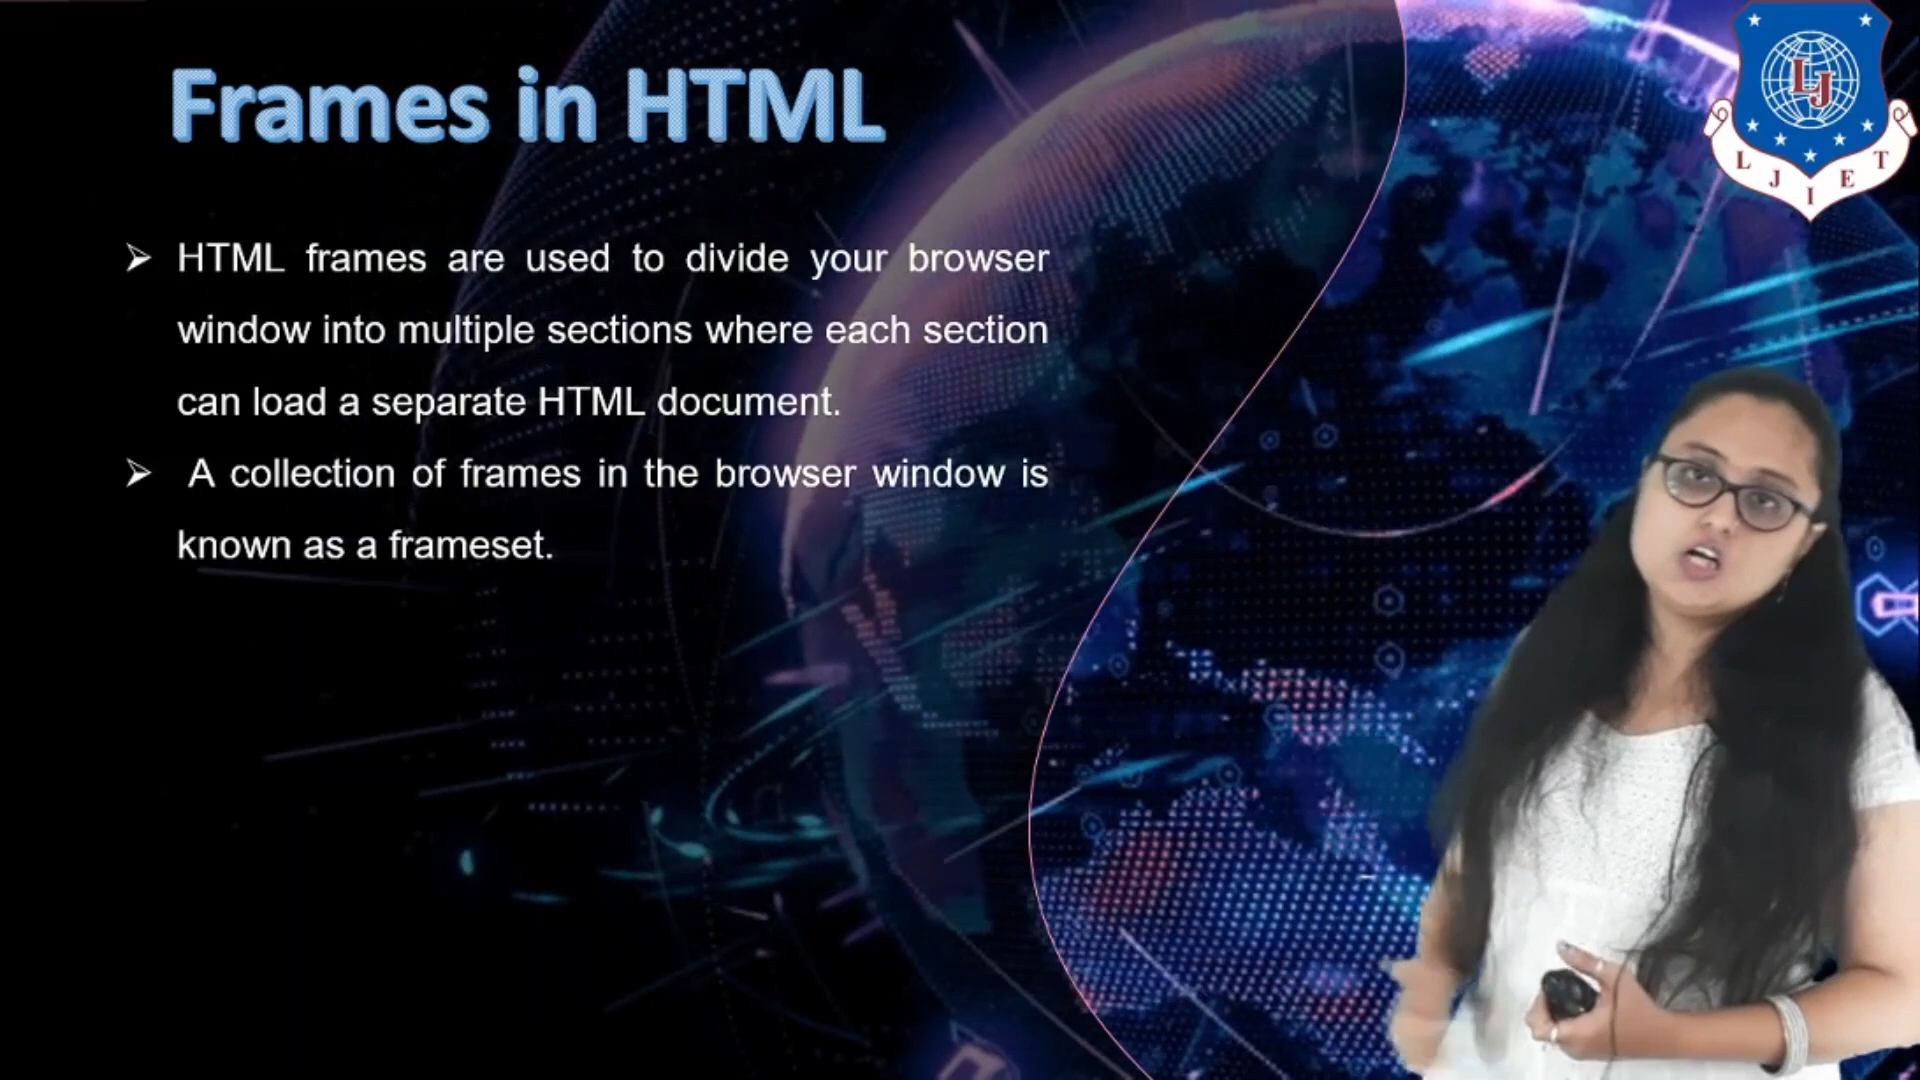 Frames in HTML
➢ HTML frames are used to divide your browser
window into multiple sections where each section
can load a separate HTML document.
➢ A collection of frames in the browser window is
known as a frameset.
LJ
L J I E T